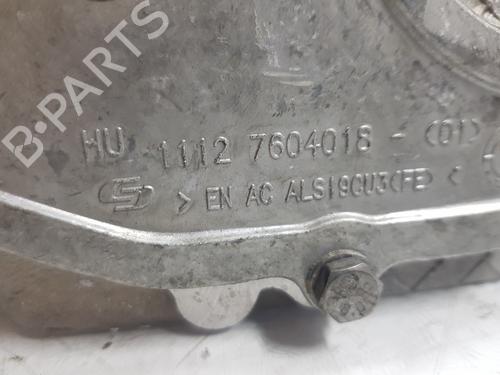 B-PARTS
HU 1112 7604018 - <01>
> EN AC ALSI9CU3<FE> <